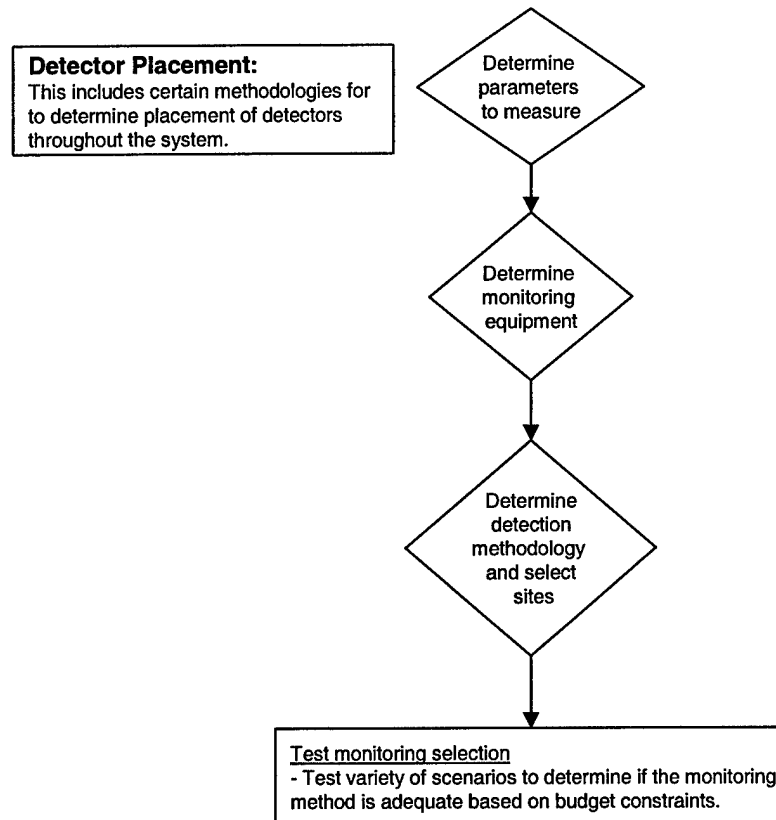 Detector Placement:
This includes certain methodologies for
to determine placement of detectors
throughout the system.
Determine
parameters
to measure
Determine
monitoring
equipment
Determine
detection
methodology
and select
sites
Test monitoring selection
- Test variety of scenarios to determine if the monitoring
method is adequate based on budget constraints.